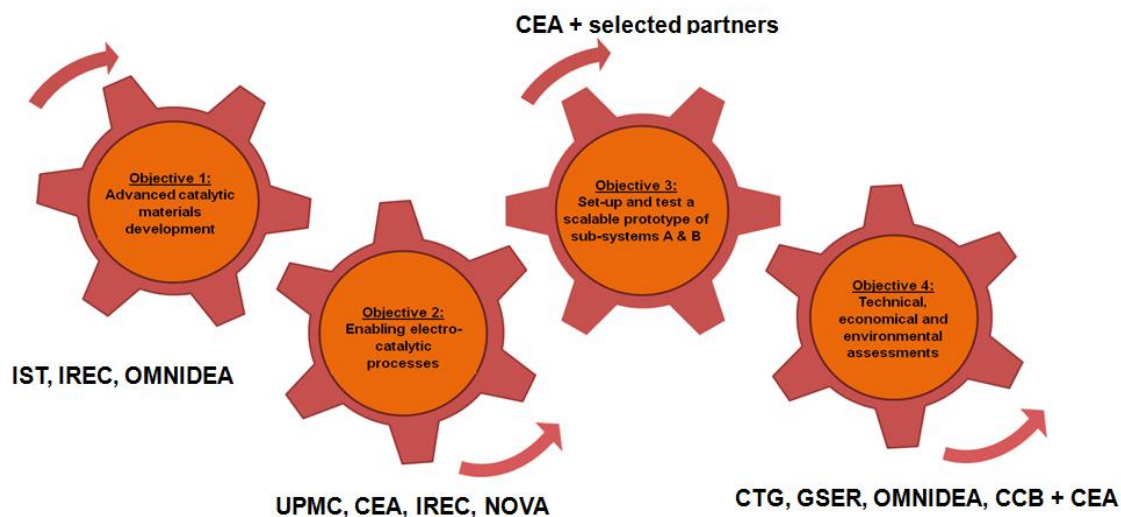 CEA + selected partners
Objective 1:
Advanced catalytic
materials
development
Objective 3:
Set-up and test a
scalable prototype of
sub-systems A & B
Objective 2:
Enabling electro-
catalytic
processes
Objective 4:
Technical,
economical and
environmental
assessments
IST, IREC, OMNIDEA
UPMC, CEA, IREC, NOVA
CTG, GSER, OMNIDEA, CCB + CEA